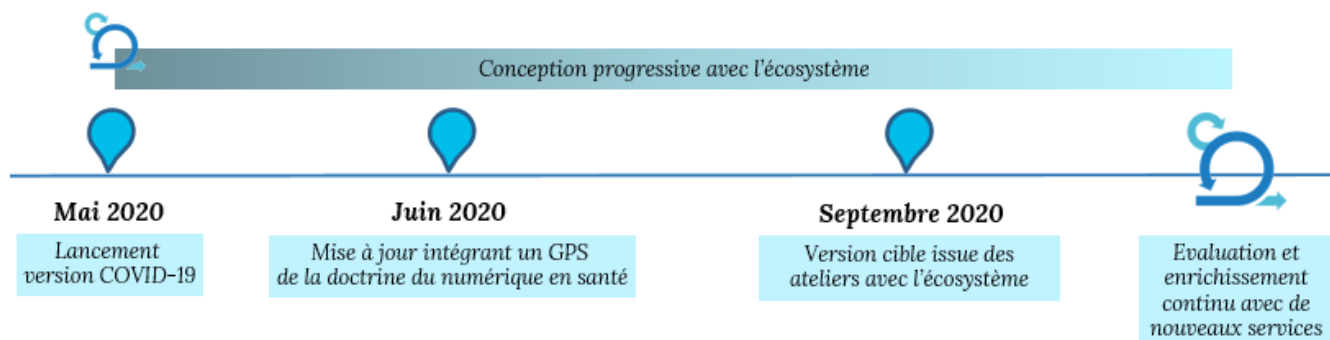 Conception progressive avec l'écosystème
Mai 2020
Lancement
version COVID-19
Juin 2020
Mise à jour intégrant un GPS
de la doctrine du numérique en santé
Septembre 2020
Version cible issue des
ateliers avec l'écosystème
Evaluation et
enrichissement
continu avec de
nouveaux services